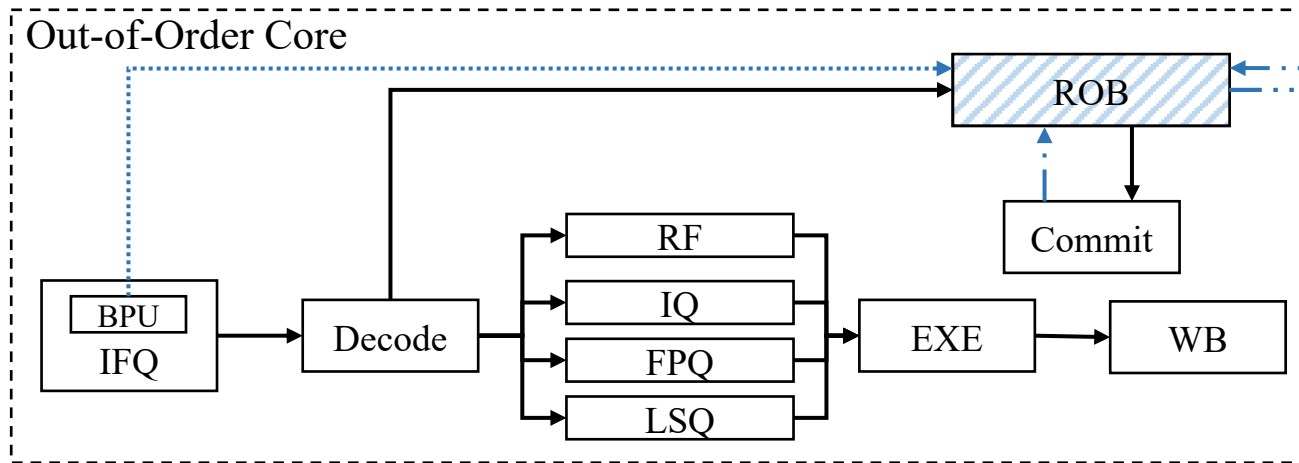 Out-of-Order Core
ROB
Commit
RF
IQ
FPQ
LSQ
BPU
IFQ
Decode
EXE
WB